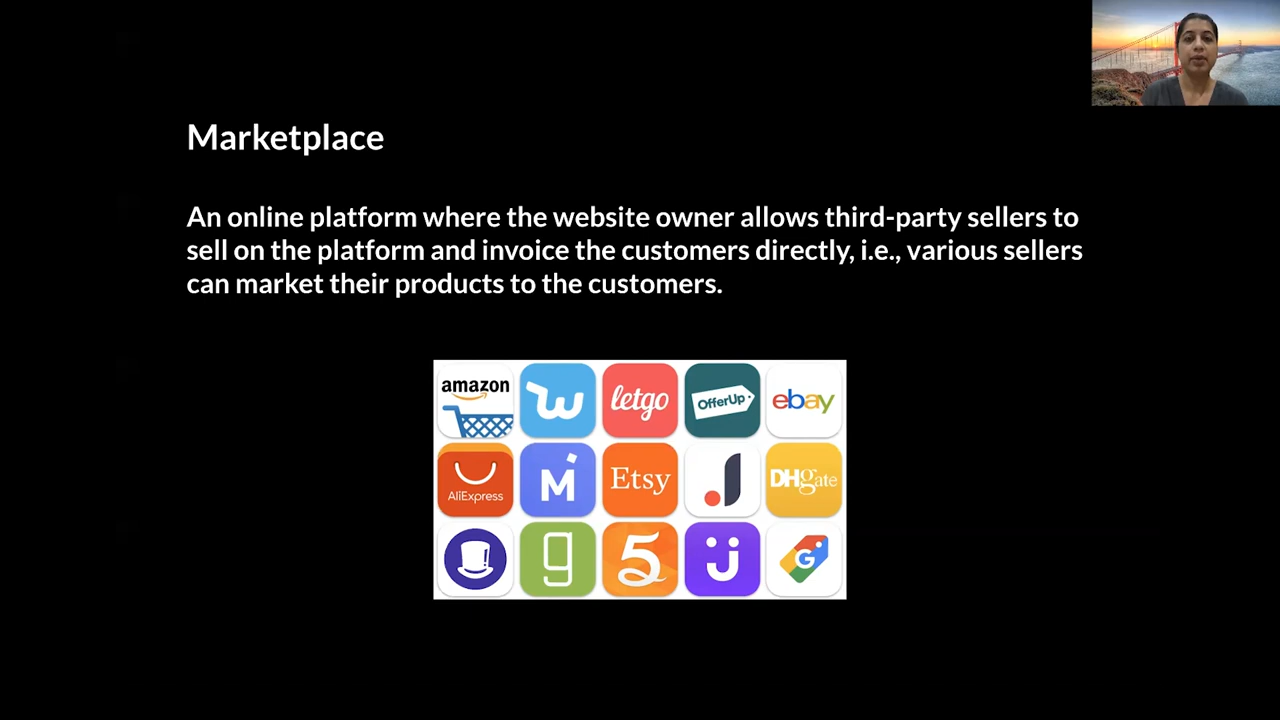 Marketplace
An online platform where the website owner allows third-party sellers to
sell on the platform and invoice the customers directly, i.e., various sellers
can market their products to the customers.
amazon
letgo
OfferUp
ebay
AliExpress
M
Etsy
J
DHgate
g
5
J
G